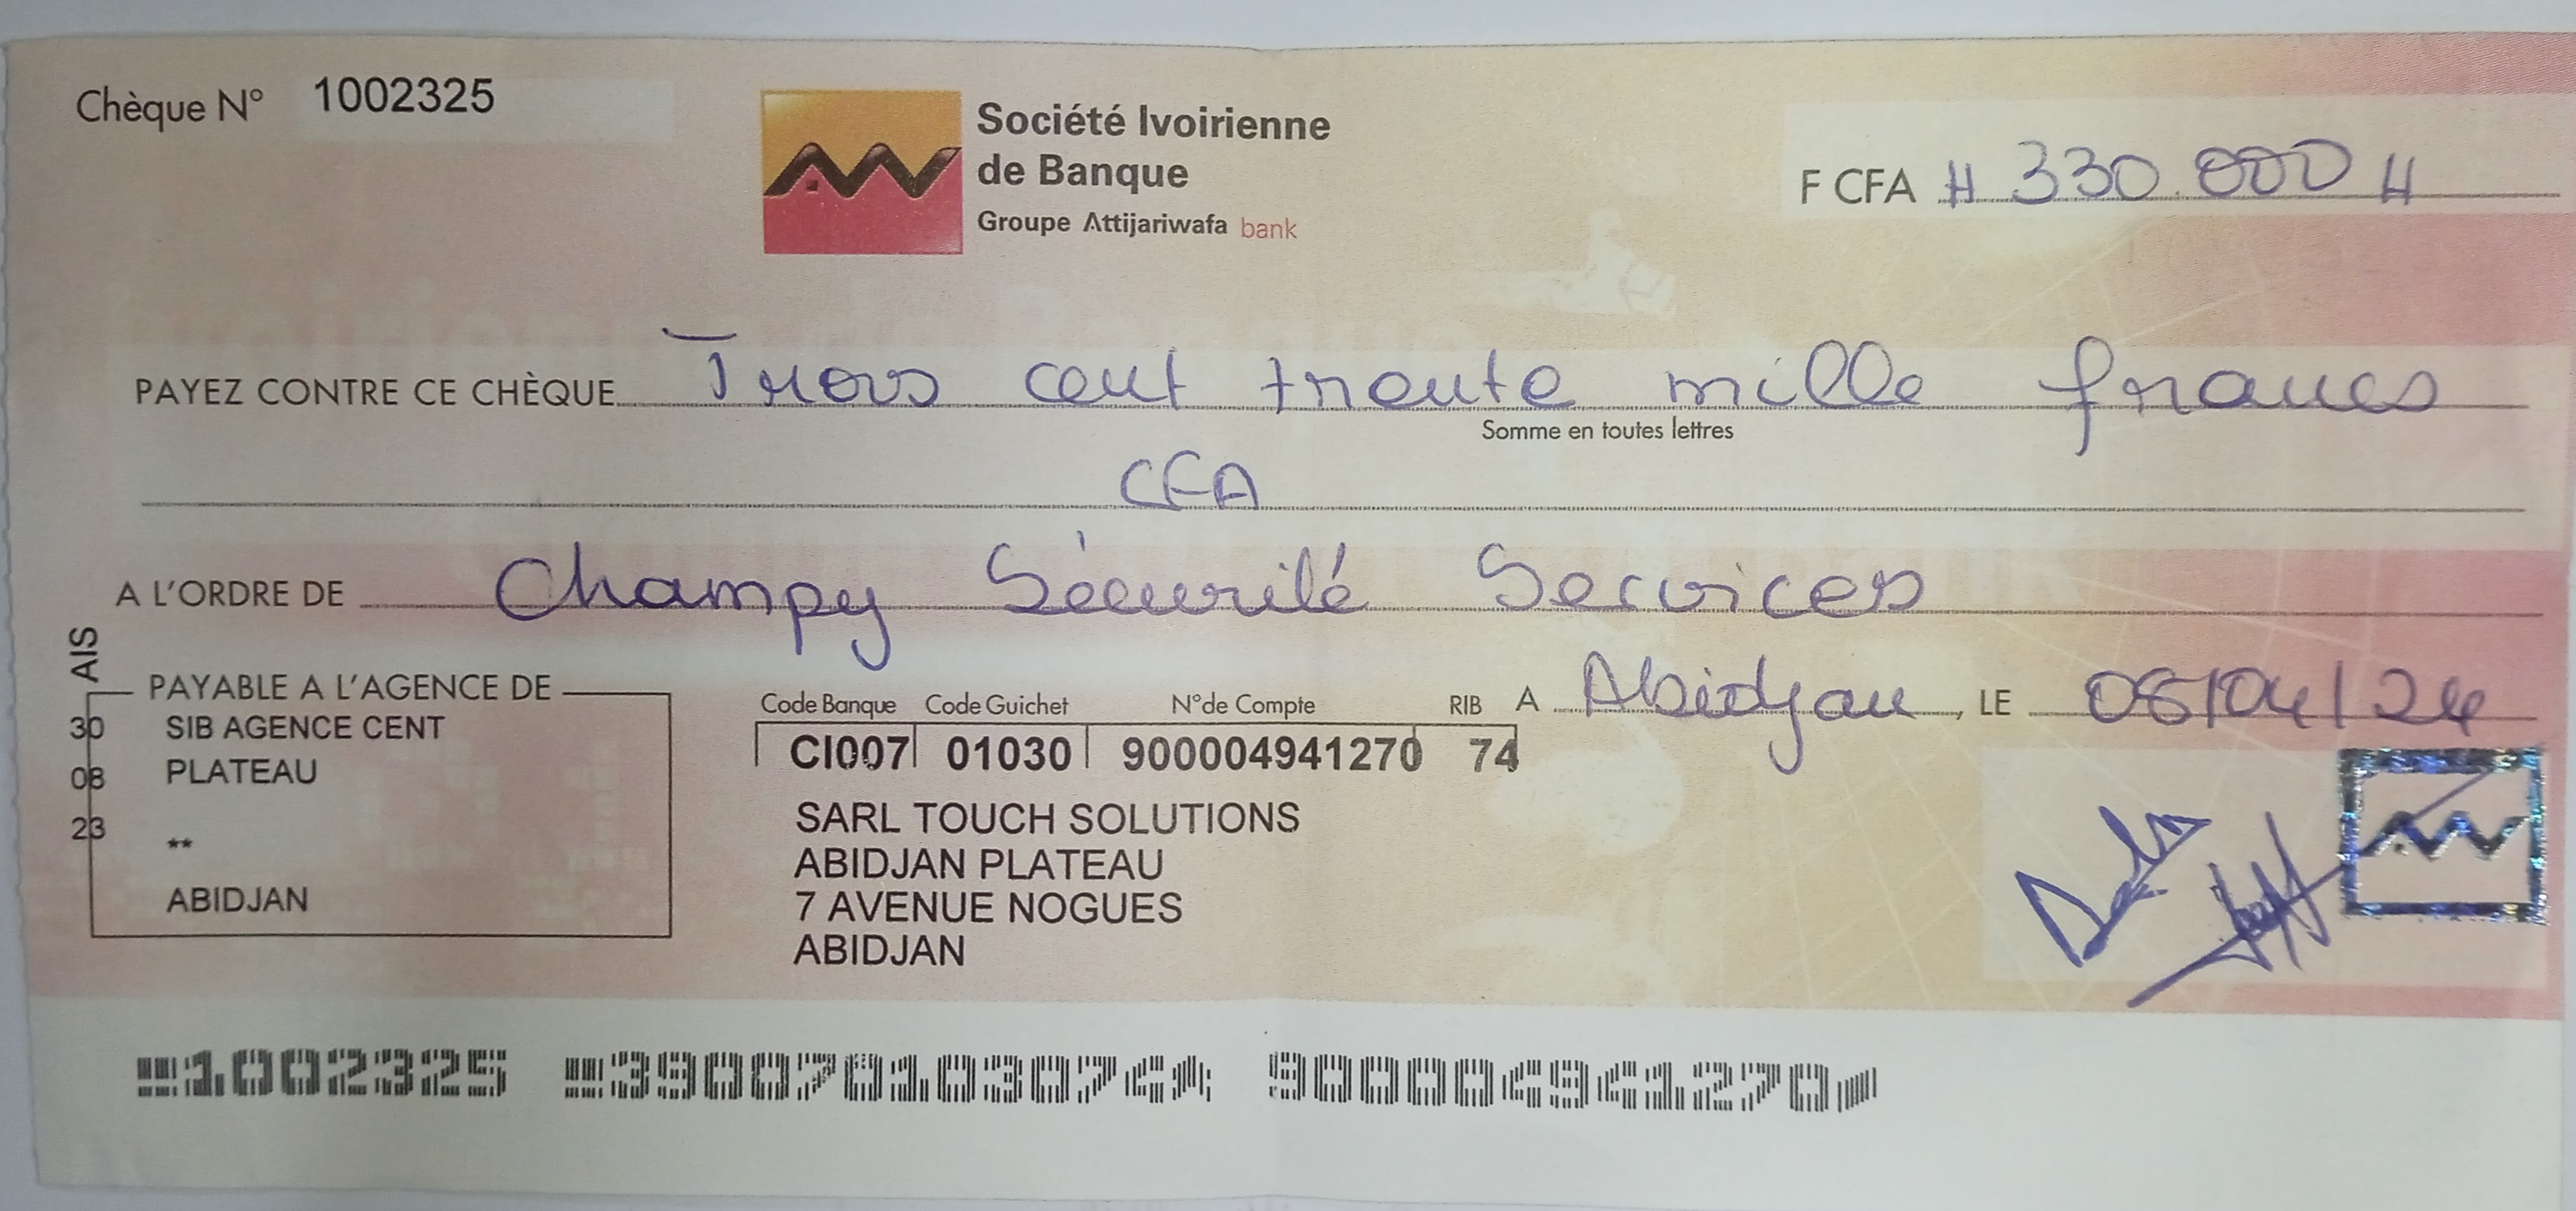 Chèque N° 1002325
Société Ivoirienne
de Banque
Groupe Attijariwafa bank
F CFA # 330.000 #
PAYEZ CONTRE CE CHÈQUE Trois cent trente mille francs
Somme en toutes lettres
CFA
A L'ORDRE DE Champy Sécurité Services
AIS
30
08
23
PAYABLE A L'AGENCE DE
SIB AGENCE CENT
PLATEAU
**
ABIDJAN
Code Banque Code Guichet N°de Compte RIB
CI007 01030 900004941270 74
SARL TOUCH SOLUTIONS
ABIDJAN PLATEAU
7 AVENUE NOGUES
ABIDJAN
A Abidjan, LE 08/04/24
1002325 390070103074 900004941270